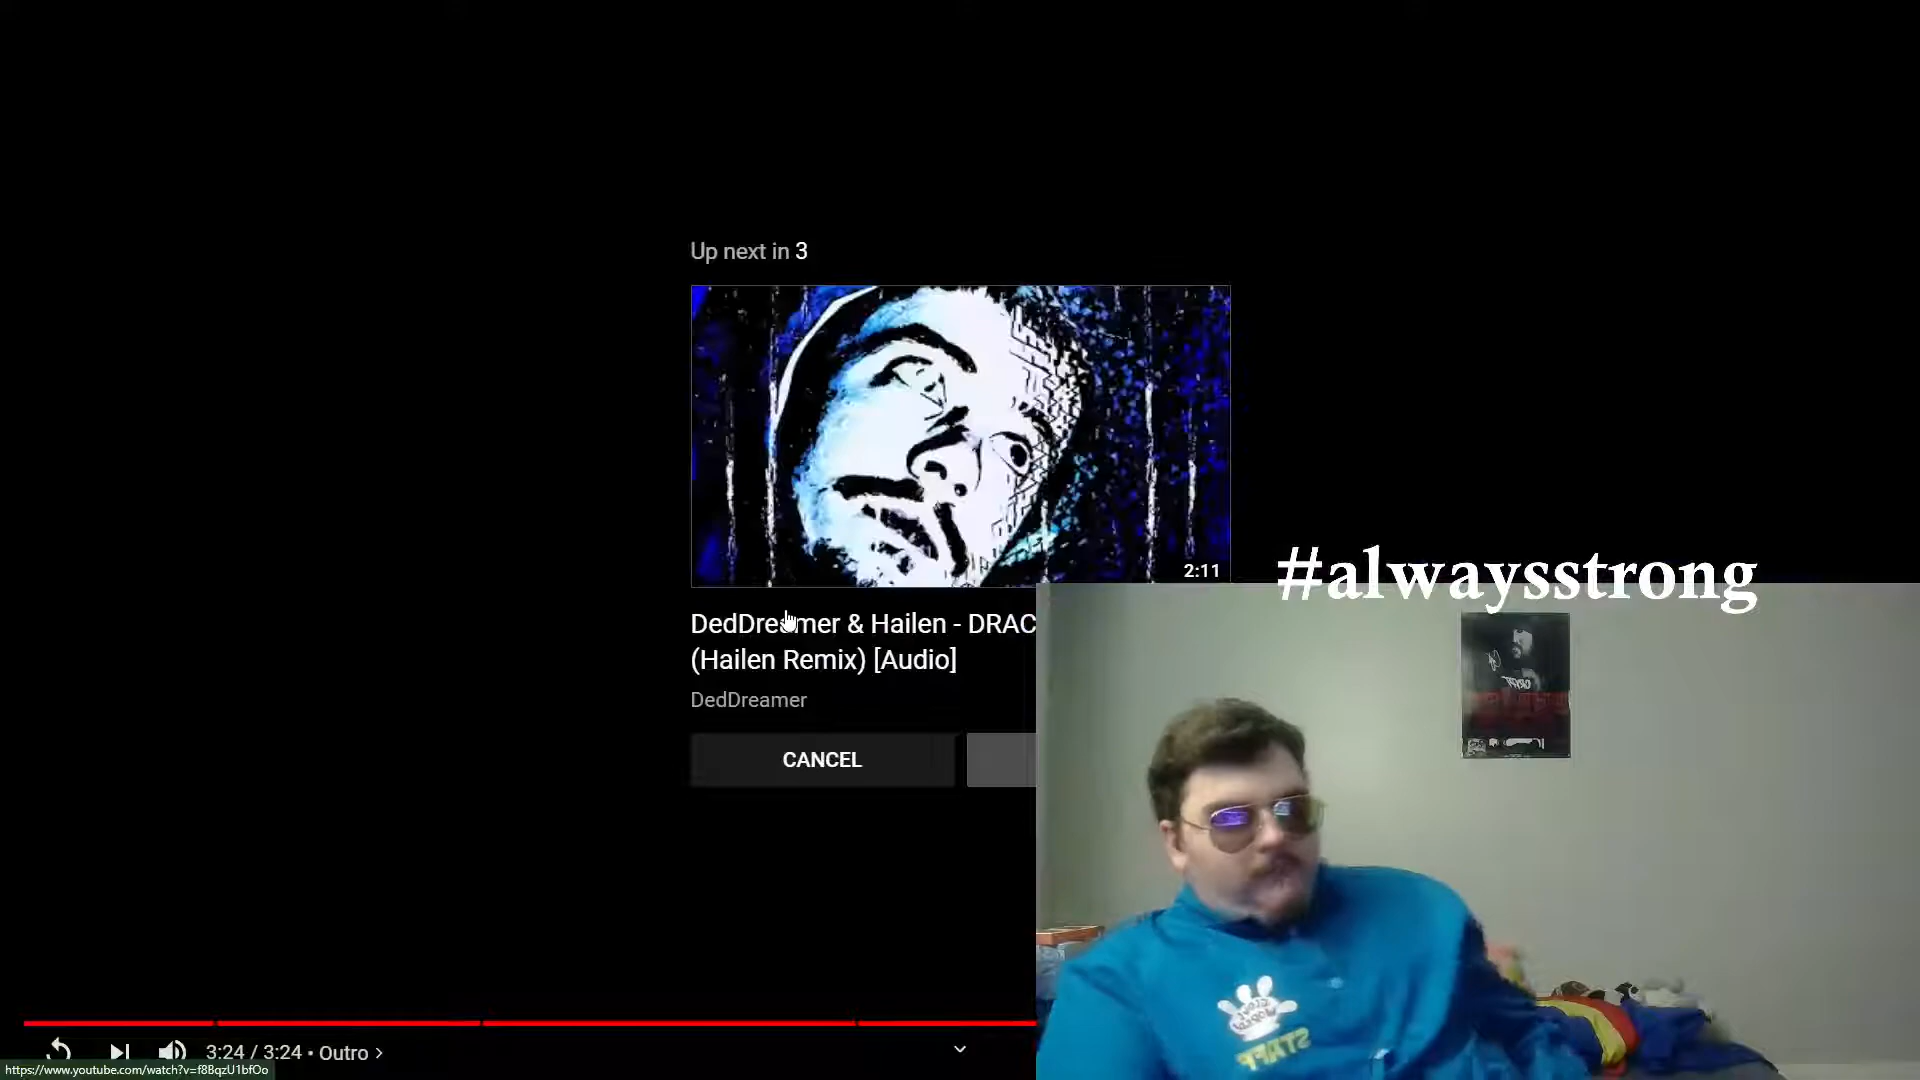 Up next in 3
2:11
#alwaysstrong
DedDreamer & Hailen - DRAC
(Hailen Remix) [Audio]
DedDreamer
CANCEL
STAFF
3:24 / 3:24 • Outro >
https://www.youtube.com/watch?v=f8BqzU1bfOo